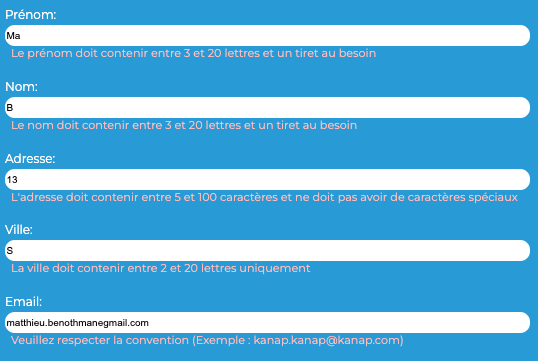 Prénom:
Ma
Le prénom doit contenir entre 3 et 20 lettres et un tiret au besoin
Nom:
B
Le nom doit contenir entre 3 et 20 lettres et un tiret au besoin
Adresse:
13
L'adresse doit contenir entre 5 et 100 caractères et ne doit pas avoir de caractères spéciaux
Ville:
S
La ville doit contenir entre 2 et 20 lettres uniquement
Email:
matthieu.benothmanegmail.com
Veuillez respecter la convention (Exemple : kanap.kanap@kanap.com)